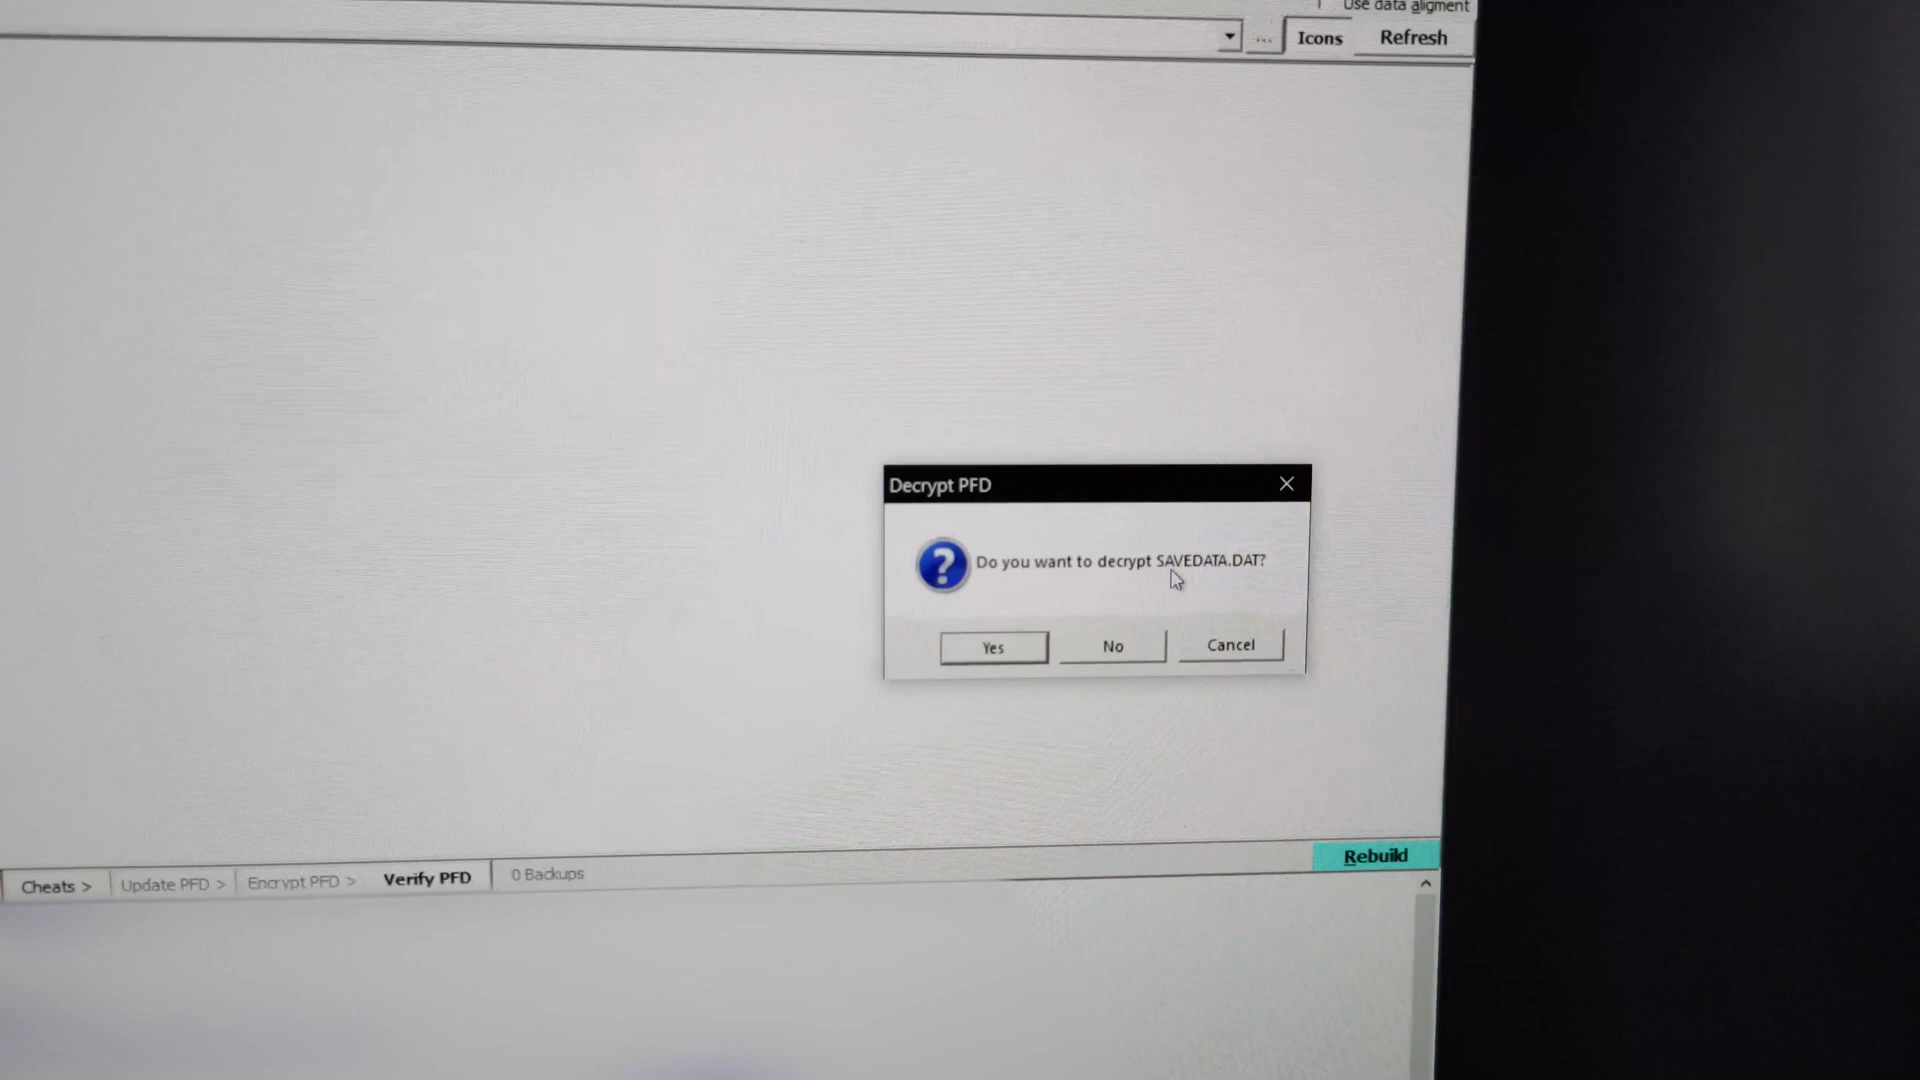 Use data aligment
...
Icons
Refresh
Decrypt PFD
Do you want to decrypt SAVEDATA.DAT?
Yes
No
Cancel
Rebuild
Cheats >
Update PFD >
Encrypt PFD >
Verify PFD
0 Backups